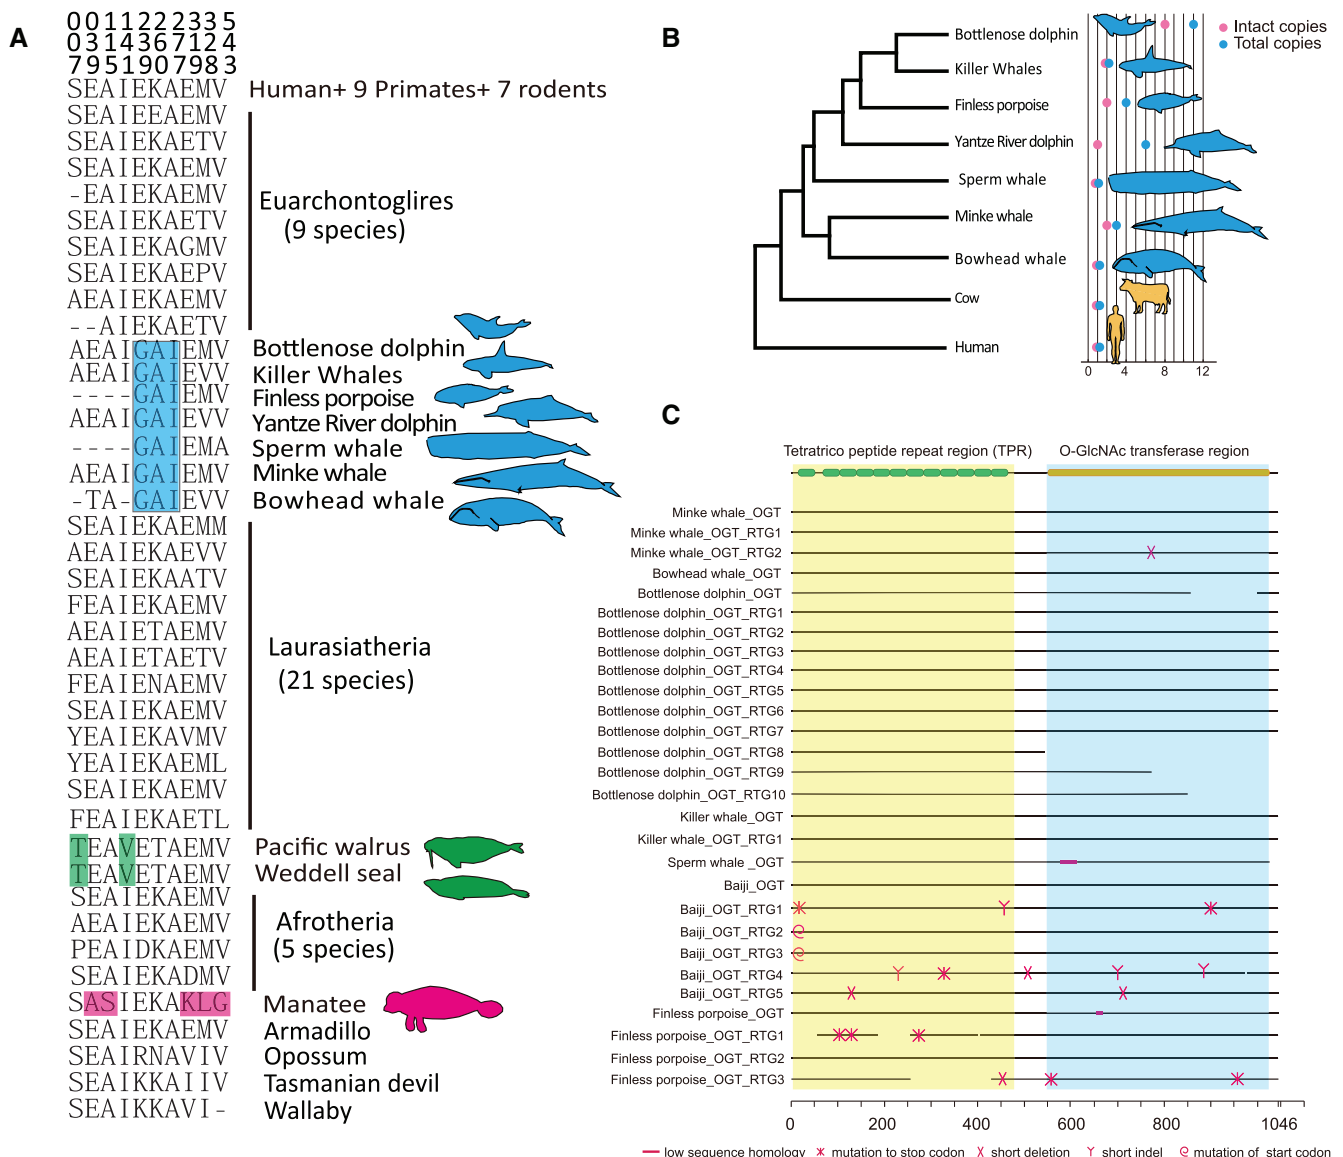 A
00111222335
0314367124
7951907983
SEAIEKAEMV Human+ 9 Primates+ 7 rodents
SEAIEEAEMV
SEAIEKAETV
SEAIEKAEMV
-EAIEKAEMV
SEAIEKAETV
SEAIEKAGMV
SEAIEKAEPV
AEAIEKAEMV
--AIEKAETV
Euarchontoglires
(9 species)
AEAIGAIEMV Bottlenose dolphin
AEAIGAIEVV Killer Whales
----GAIEMV Finless porpoise
AEAIGAIEVV Yantze River dolphin
----GAIEMA Sperm whale
AEAIGAIEMV Minke whale
-TA-GAIEVV Bowhead whale
SEAIEKAEMM
AEAIEKAEVV
SEAIEKAATV
FEAIEKAEMV
AEAIETAEMV
AEAIETAETV
FEAIENAEMV
SEAIEKAEMV
YEAIEKAVMV
YEAIEKAEML
SEAIEKAEMV
FEAIEKAETL
Laurasiatheria
(21 species)
TEAVETAEMV Pacific walrus
TEAVETAEMV Weddell seal
SEAIEKAEMV
AEAIEKAEMV
PEAIDKAEMV
SEAIEKADMV
Afrotheria
(5 species)
SASIEKAKLG Manatee
SEAIEKAEMV Armadillo
SEAIRNAVIV Opossum
SEAIKKAIIV Tasmanian devil
SEAIKKAVI- Wallaby
B
Intact copies
Total copies
Bottlenose dolphin
Killer Whales
Finless porpoise
Yantze River dolphin
Sperm whale
Minke whale
Bowhead whale
Cow
Human
0 4 8 12
C
Tetratrico peptide repeat region (TPR) O-GlcNAc transferase region
Minke whale_OGT
Minke whale_OGT_RTG1
Minke whale_OGT_RTG2
Bowhead whale_OGT
Bottlenose dolphin_OGT
Bottlenose dolphin_OGT_RTG1
Bottlenose dolphin_OGT_RTG2
Bottlenose dolphin_OGT_RTG3
Bottlenose dolphin_OGT_RTG4
Bottlenose dolphin_OGT_RTG5
Bottlenose dolphin_OGT_RTG6
Bottlenose dolphin_OGT_RTG7
Bottlenose dolphin_OGT_RTG8
Bottlenose dolphin_OGT_RTG9
Bottlenose dolphin_OGT_RTG10
Killer whale_OGT
Killer whale_OGT_RTG1
Sperm whale _OGT
Baiji_OGT
Baiji_OGT_RTG1
Baiji_OGT_RTG2
Baiji_OGT_RTG3
Baiji_OGT_RTG4
Baiji_OGT_RTG5
Finless porpoise_OGT
Finless porpoise_OGT_RTG1
Finless porpoise_OGT_RTG2
Finless porpoise_OGT_RTG3
0 200 400 600 800 1046
low sequence homology mutation to stop codon short deletion short indel mutation of start codon